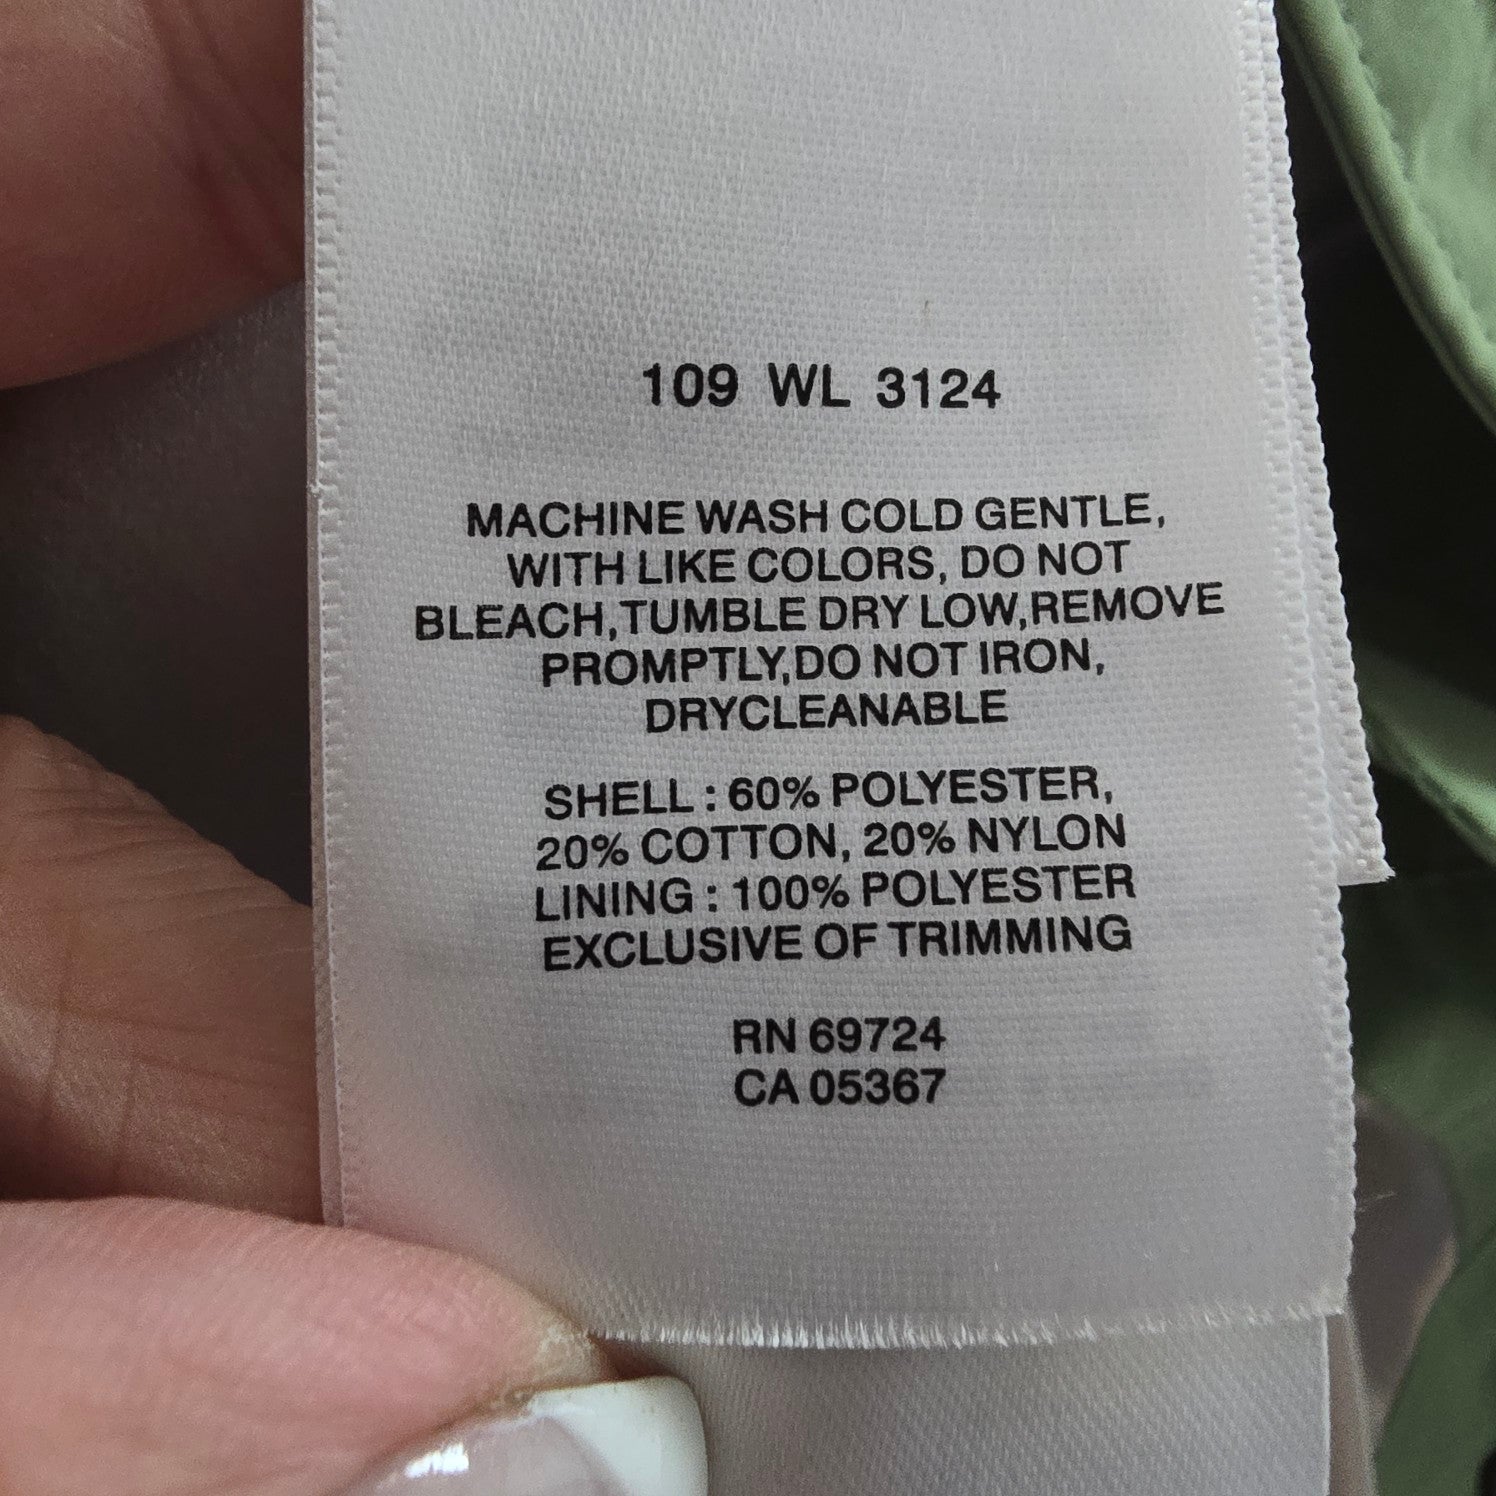 109 WL 3124
MACHINE WASH COLD GENTLE,
WITH LIKE COLORS, DO NOT
BLEACH,TUMBLE DRY LOW,REMOVE
PROMPTLY,DO NOT IRON,
DRYCLEANABLE
SHELL : 60% POLYESTER,
20% COTTON, 20% NYLON
LINING : 100% POLYESTER
EXCLUSIVE OF TRIMMING
RN 69724
CA 05367